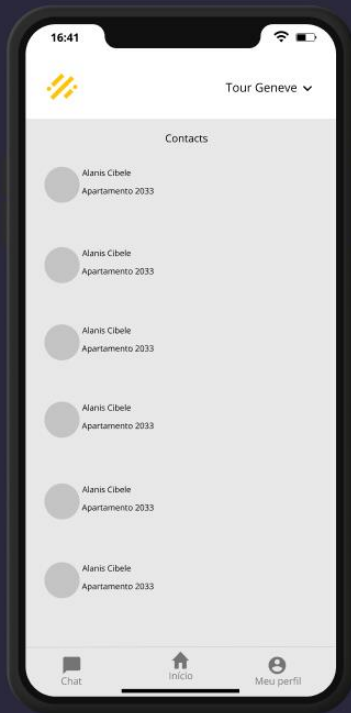 16:41
Tour Geneve
Contacts
Alanis Cibele
Apartamento 2033
Alanis Cibele
Apartamento 2033
Alanis Cibele
Apartamento 2033
Alanis Cibele
Apartamento 2033
Alanis Cibele
Apartamento 2033
Alanis Cibele
Apartamento 2033
Chat
Início
Meu perfil